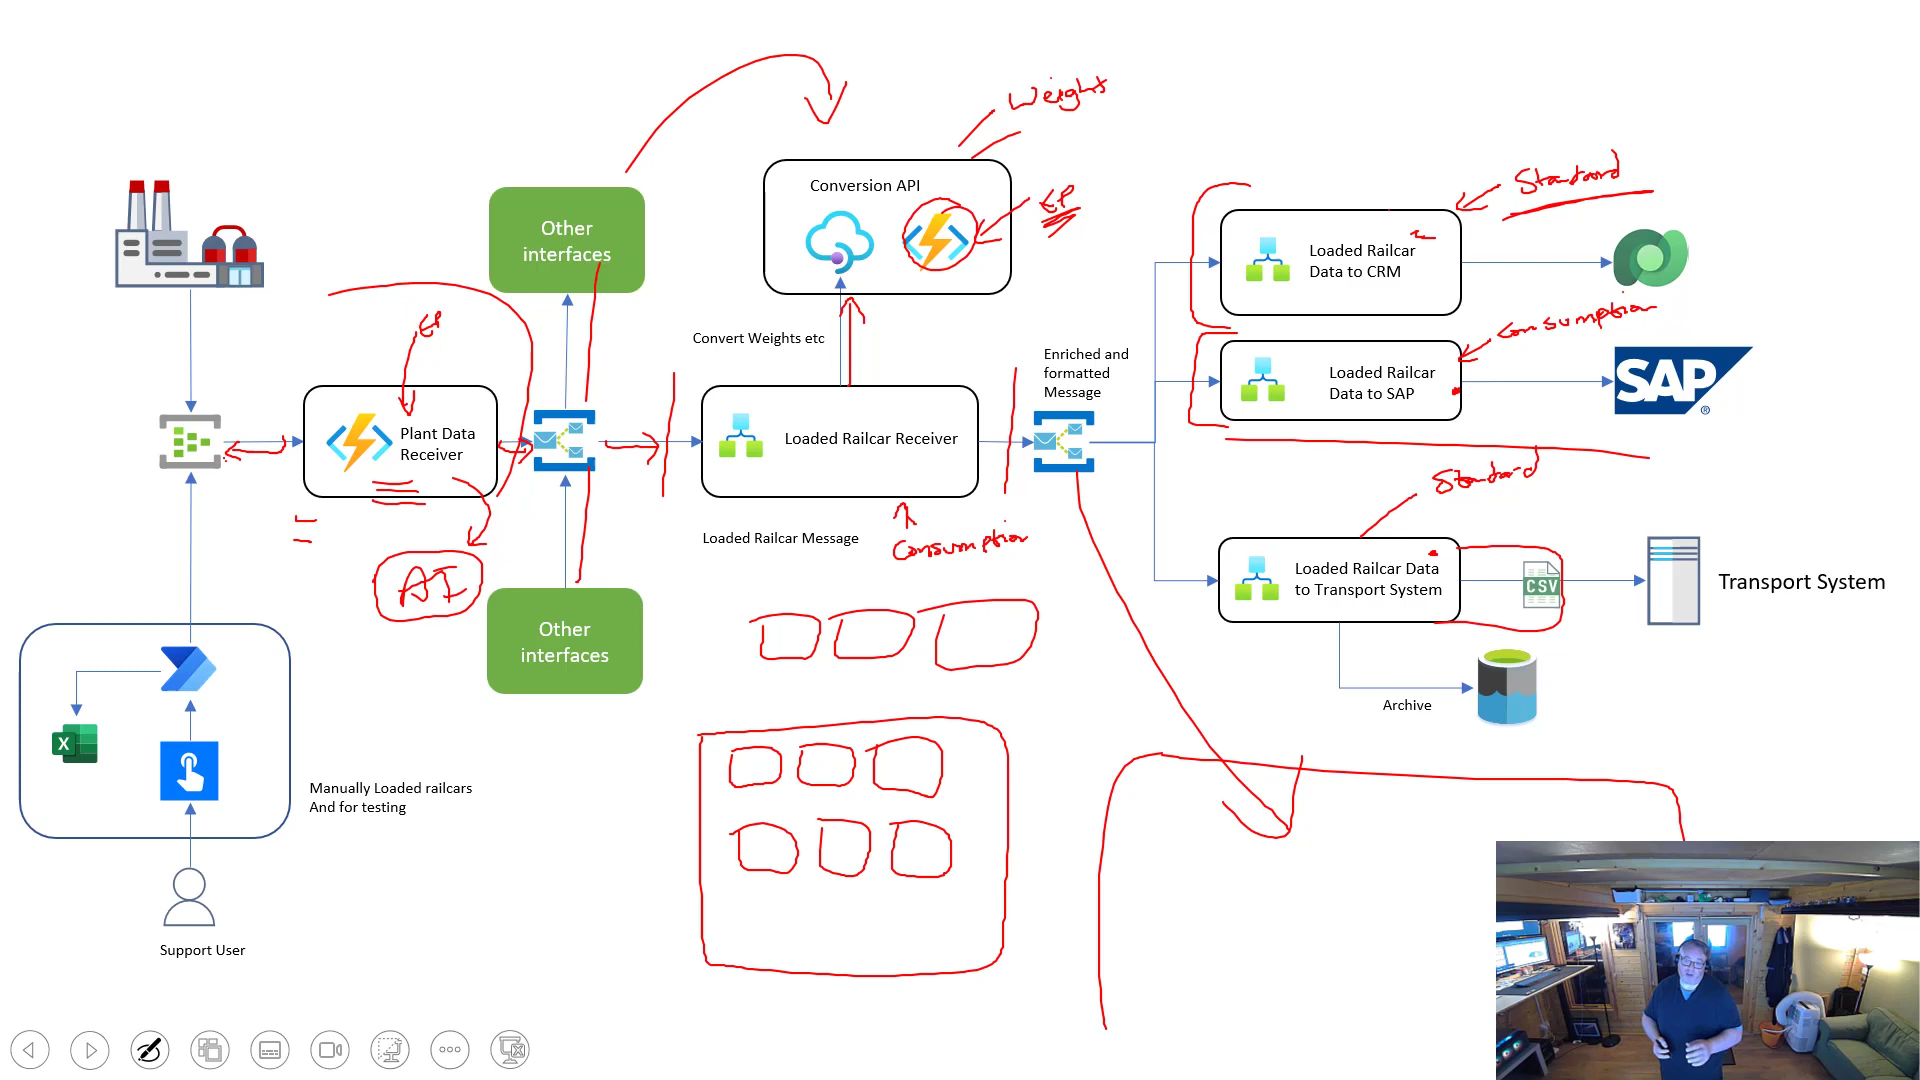 Weights
Conversion API
EP
Standard
Other
interfaces
Loaded Railcar
Data to CRM
EP
Convert Weights etc
Consumption
Enriched and
formatted
Message
Loaded Railcar
Data to SAP
SAP
®
Plant Data
Receiver
Loaded Railcar Receiver
Standard
Loaded Railcar Message
Consumption
AI
Loaded Railcar Data
to Transport System
CSV
Transport System
Other
interfaces
Archive
X
Manually Loaded railcars
And for testing
Support User